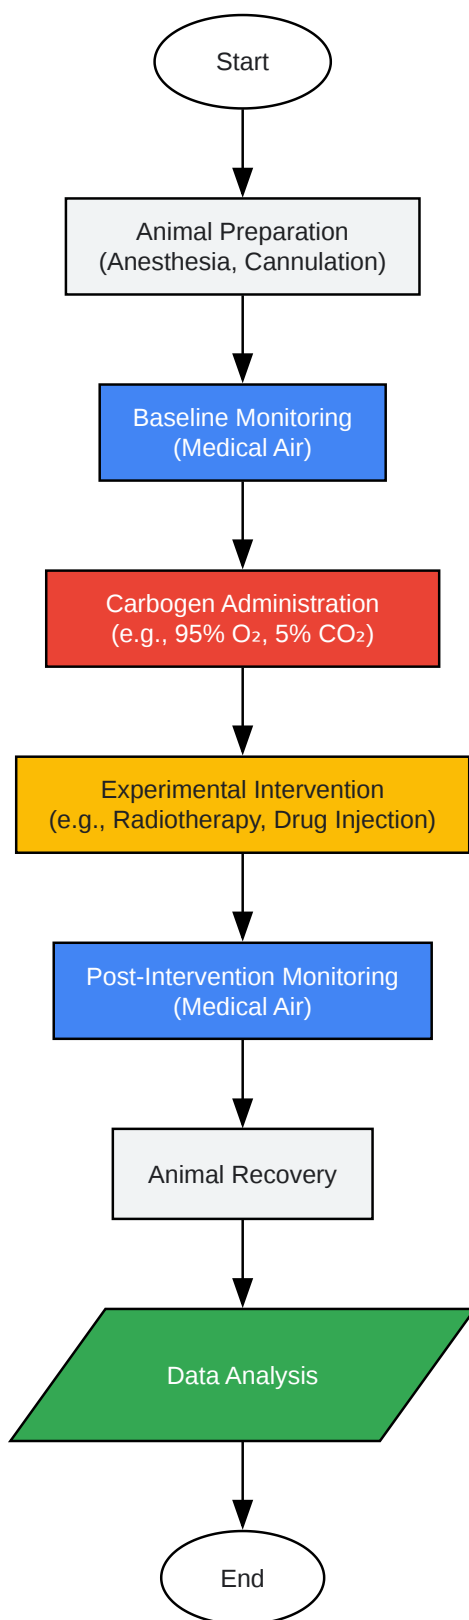 Start
Animal Preparation
(Anesthesia, Cannulation)
Baseline Monitoring
(Medical Air)
Carbogen Administration
(e.g., 95% O₂, 5% CO₂)
Experimental Intervention
(e.g., Radiotherapy, Drug Injection)
Post-Intervention Monitoring
(Medical Air)
Animal Recovery
Data Analysis
End